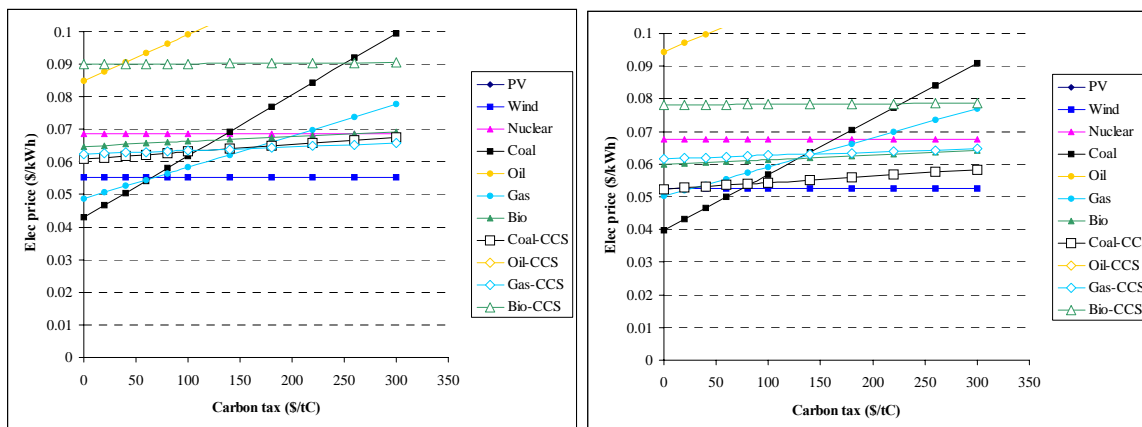 Elec price ($/kWh)
0.1
0.09
0.08
0.07
0.06
0.05
0.04
0.03
0.02
0.01
0
0 50 100 150 200 250 300 350
Carbon tax ($/tC)
PV
Wind
Nuclear
Coal
Oil
Gas
Bio
Coal-CCS
Oil-CCS
Gas-CCS
Bio-CCS
Elec price ($/kWh)
0.1
0.09
0.08
0.07
0.06
0.05
0.04
0.03
0.02
0.01
0
0 50 100 150 200 250 300 350
Carbon tax ($/tC)
PV
Wind
Nuclear
Coal
Oil
Gas
Bio
Coal-CCS
Oil-CCS
Gas-CCS
Bio-CCS